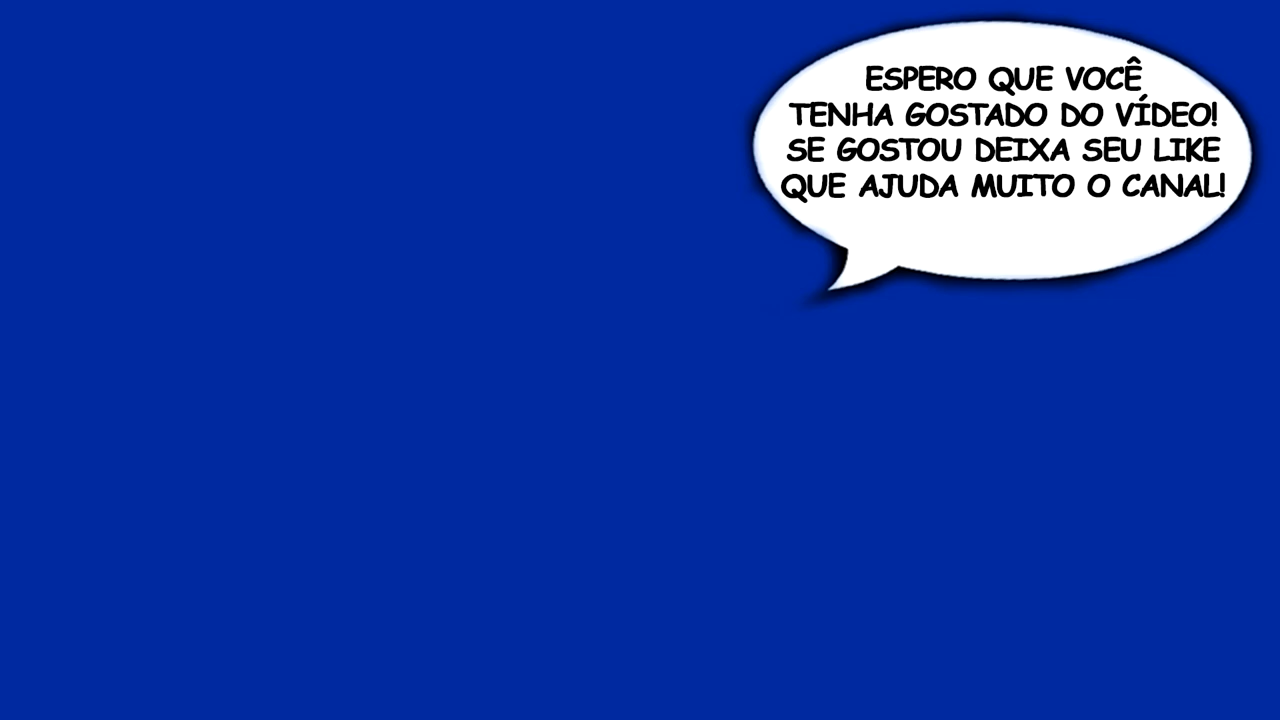 ESPERO QUE VOCÊ
TENHA GOSTADO DO VÍDEO!
SE GOSTOU DEIXA SEU LIKE
QUE AJUDA MUITO O CANAL!